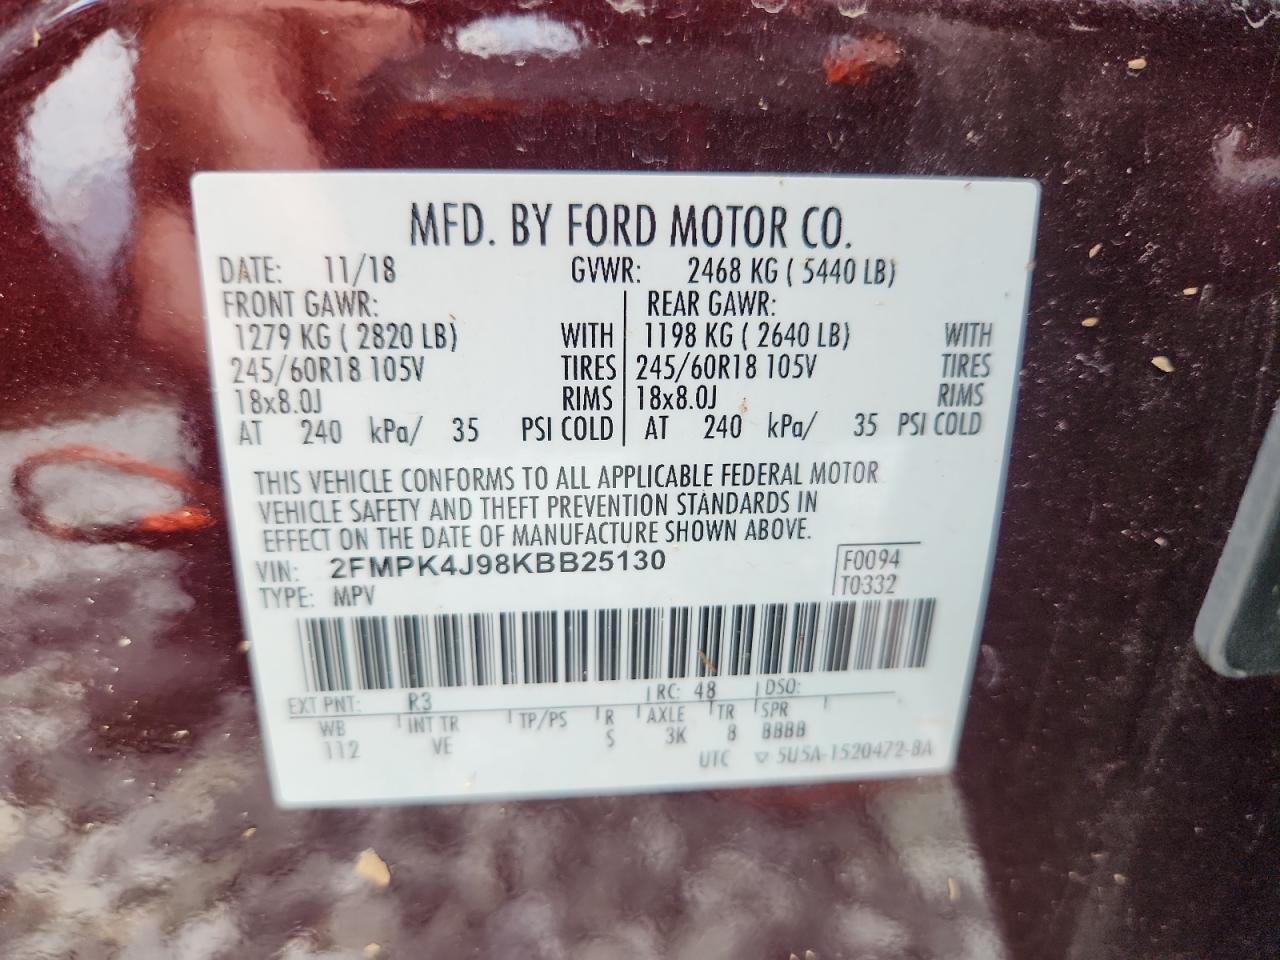 MFD. BY FORD MOTOR CO.
DATE: 11/18 GVWR: 2468 KG ( 5440 LB)
FRONT GAWR: REAR GAWR:
1279 KG ( 2820 LB) WITH 1198 KG ( 2640 LB) WITH
245/60R18 105V TIRES 245/60R18 105V TIRES
18x8.0J RIMS 18x8.0J RIMS
AT 240 kPa/ 35 PSI COLD AT 240 kPa/ 35 PSI COLD
THIS VEHICLE CONFORMS TO ALL APPLICABLE FEDERAL MOTOR
VEHICLE SAFETY AND THEFT PREVENTION STANDARDS IN
EFFECT ON THE DATE OF MANUFACTURE SHOWN ABOVE.
VIN: 2FMPK4J98KBB25130 F0094
TYPE: MPV T0332
EXT PNT: R3 RC: 48 DSO:
WB INT TR TP/PS R AXLE TR SPR
112 VE S 3K 8 BBBB
UTC ▽ 5U5A-1520472-BA